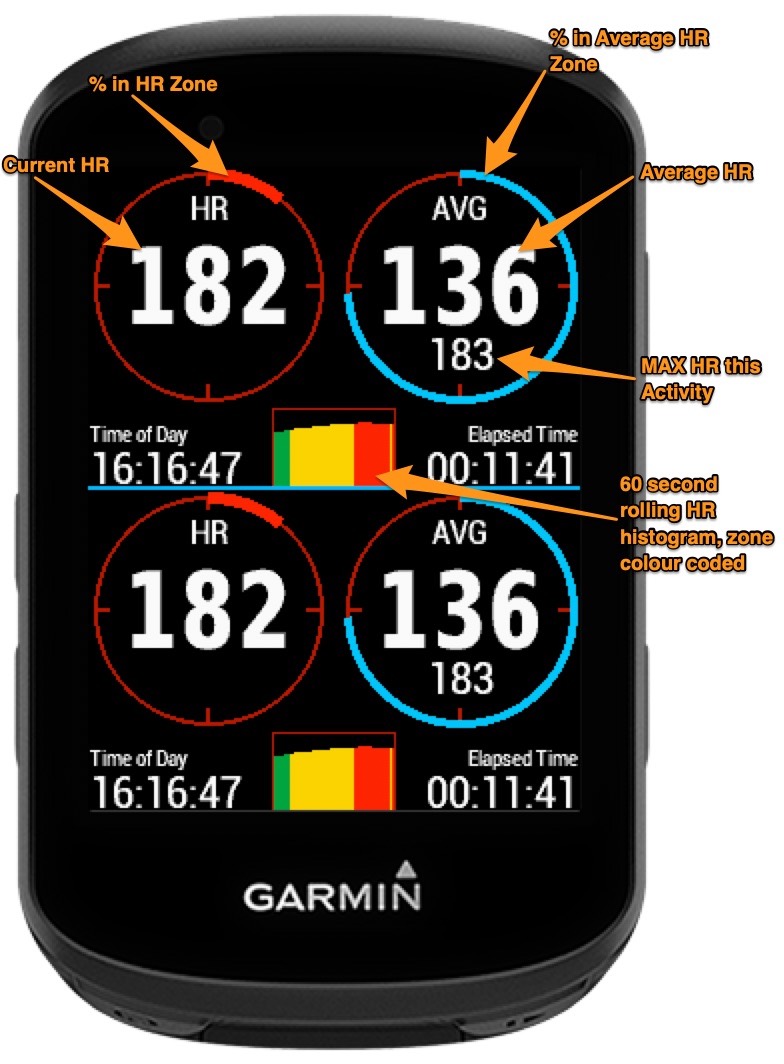 % in Average HR
Zone
% in HR Zone
Current HR
Average HR
HR
182
AVG
136
183
MAX HR this
Activity
Time of Day
16:16:47
Elapsed Time
00:11:41
60 second
rolling HR
histogram, zone
colour coded
HR
182
AVG
136
183
Time of Day
16:16:47
Elapsed Time
00:11:41
GARMIN